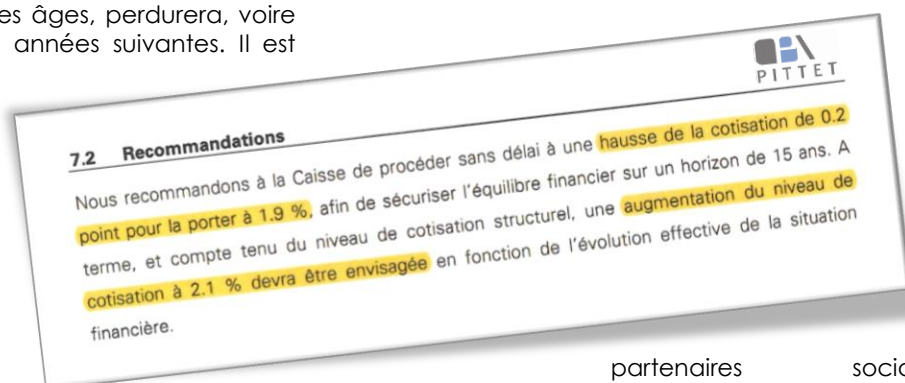 es âges, perdurera, voire
années suivantes. Il est
PITTET
7.2 Recommandations
Nous recommandons à la Caisse de procéder sans délai à une hausse de la cotisation de 0.2
point pour la porter à 1.9 %, afin de sécuriser l'équilibre financier sur un horizon de 15 ans. A
terme, et compte tenu du niveau de cotisation structurel, une augmentation du niveau de
cotisation à 2.1 % devra être envisagée en fonction de l'évolution effective de la situation
financière.
partenaires socia